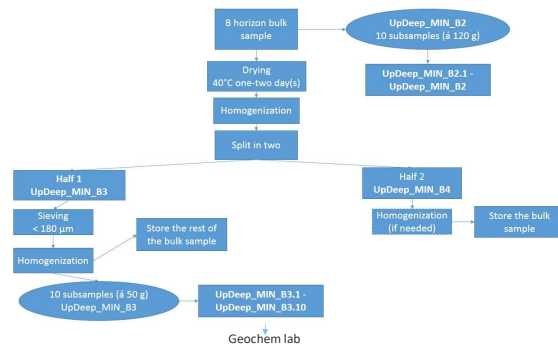 B horizon bulk
sample
UpDeep_MIN_B2
10 subsamples (á 120 g)
UpDeep_MIN_B2.1 -
UpDeep_MIN_B2
Drying
40°C one-two day(s)
Homogenization
Split in two
Half 1
UpDeep_MIN_B3
Half 2
UpDeep_MIN_B4
Sieving
< 180 µm
Homogenization
(if needed)
Store the bulk
sample
Store the rest of
the bulk sample
Homogenization
10 subsamples (á 50 g)
UpDeep_MIN_B3
UpDeep_MIN_B3.1 -
UpDeep_MIN_B3.10
Geochem lab